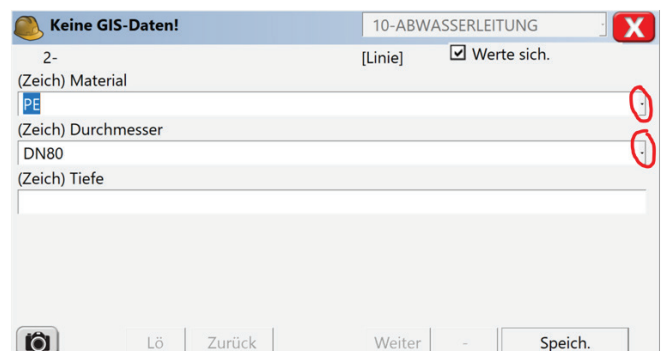 Keine GIS-Daten! 10-ABWASSERLEITUNG X
2- [Linie] Werte sich.
(Zeich) Material
PE
(Zeich) Durchmesser
DN80
(Zeich) Tiefe
Lö Zurück Weiter - Speich.